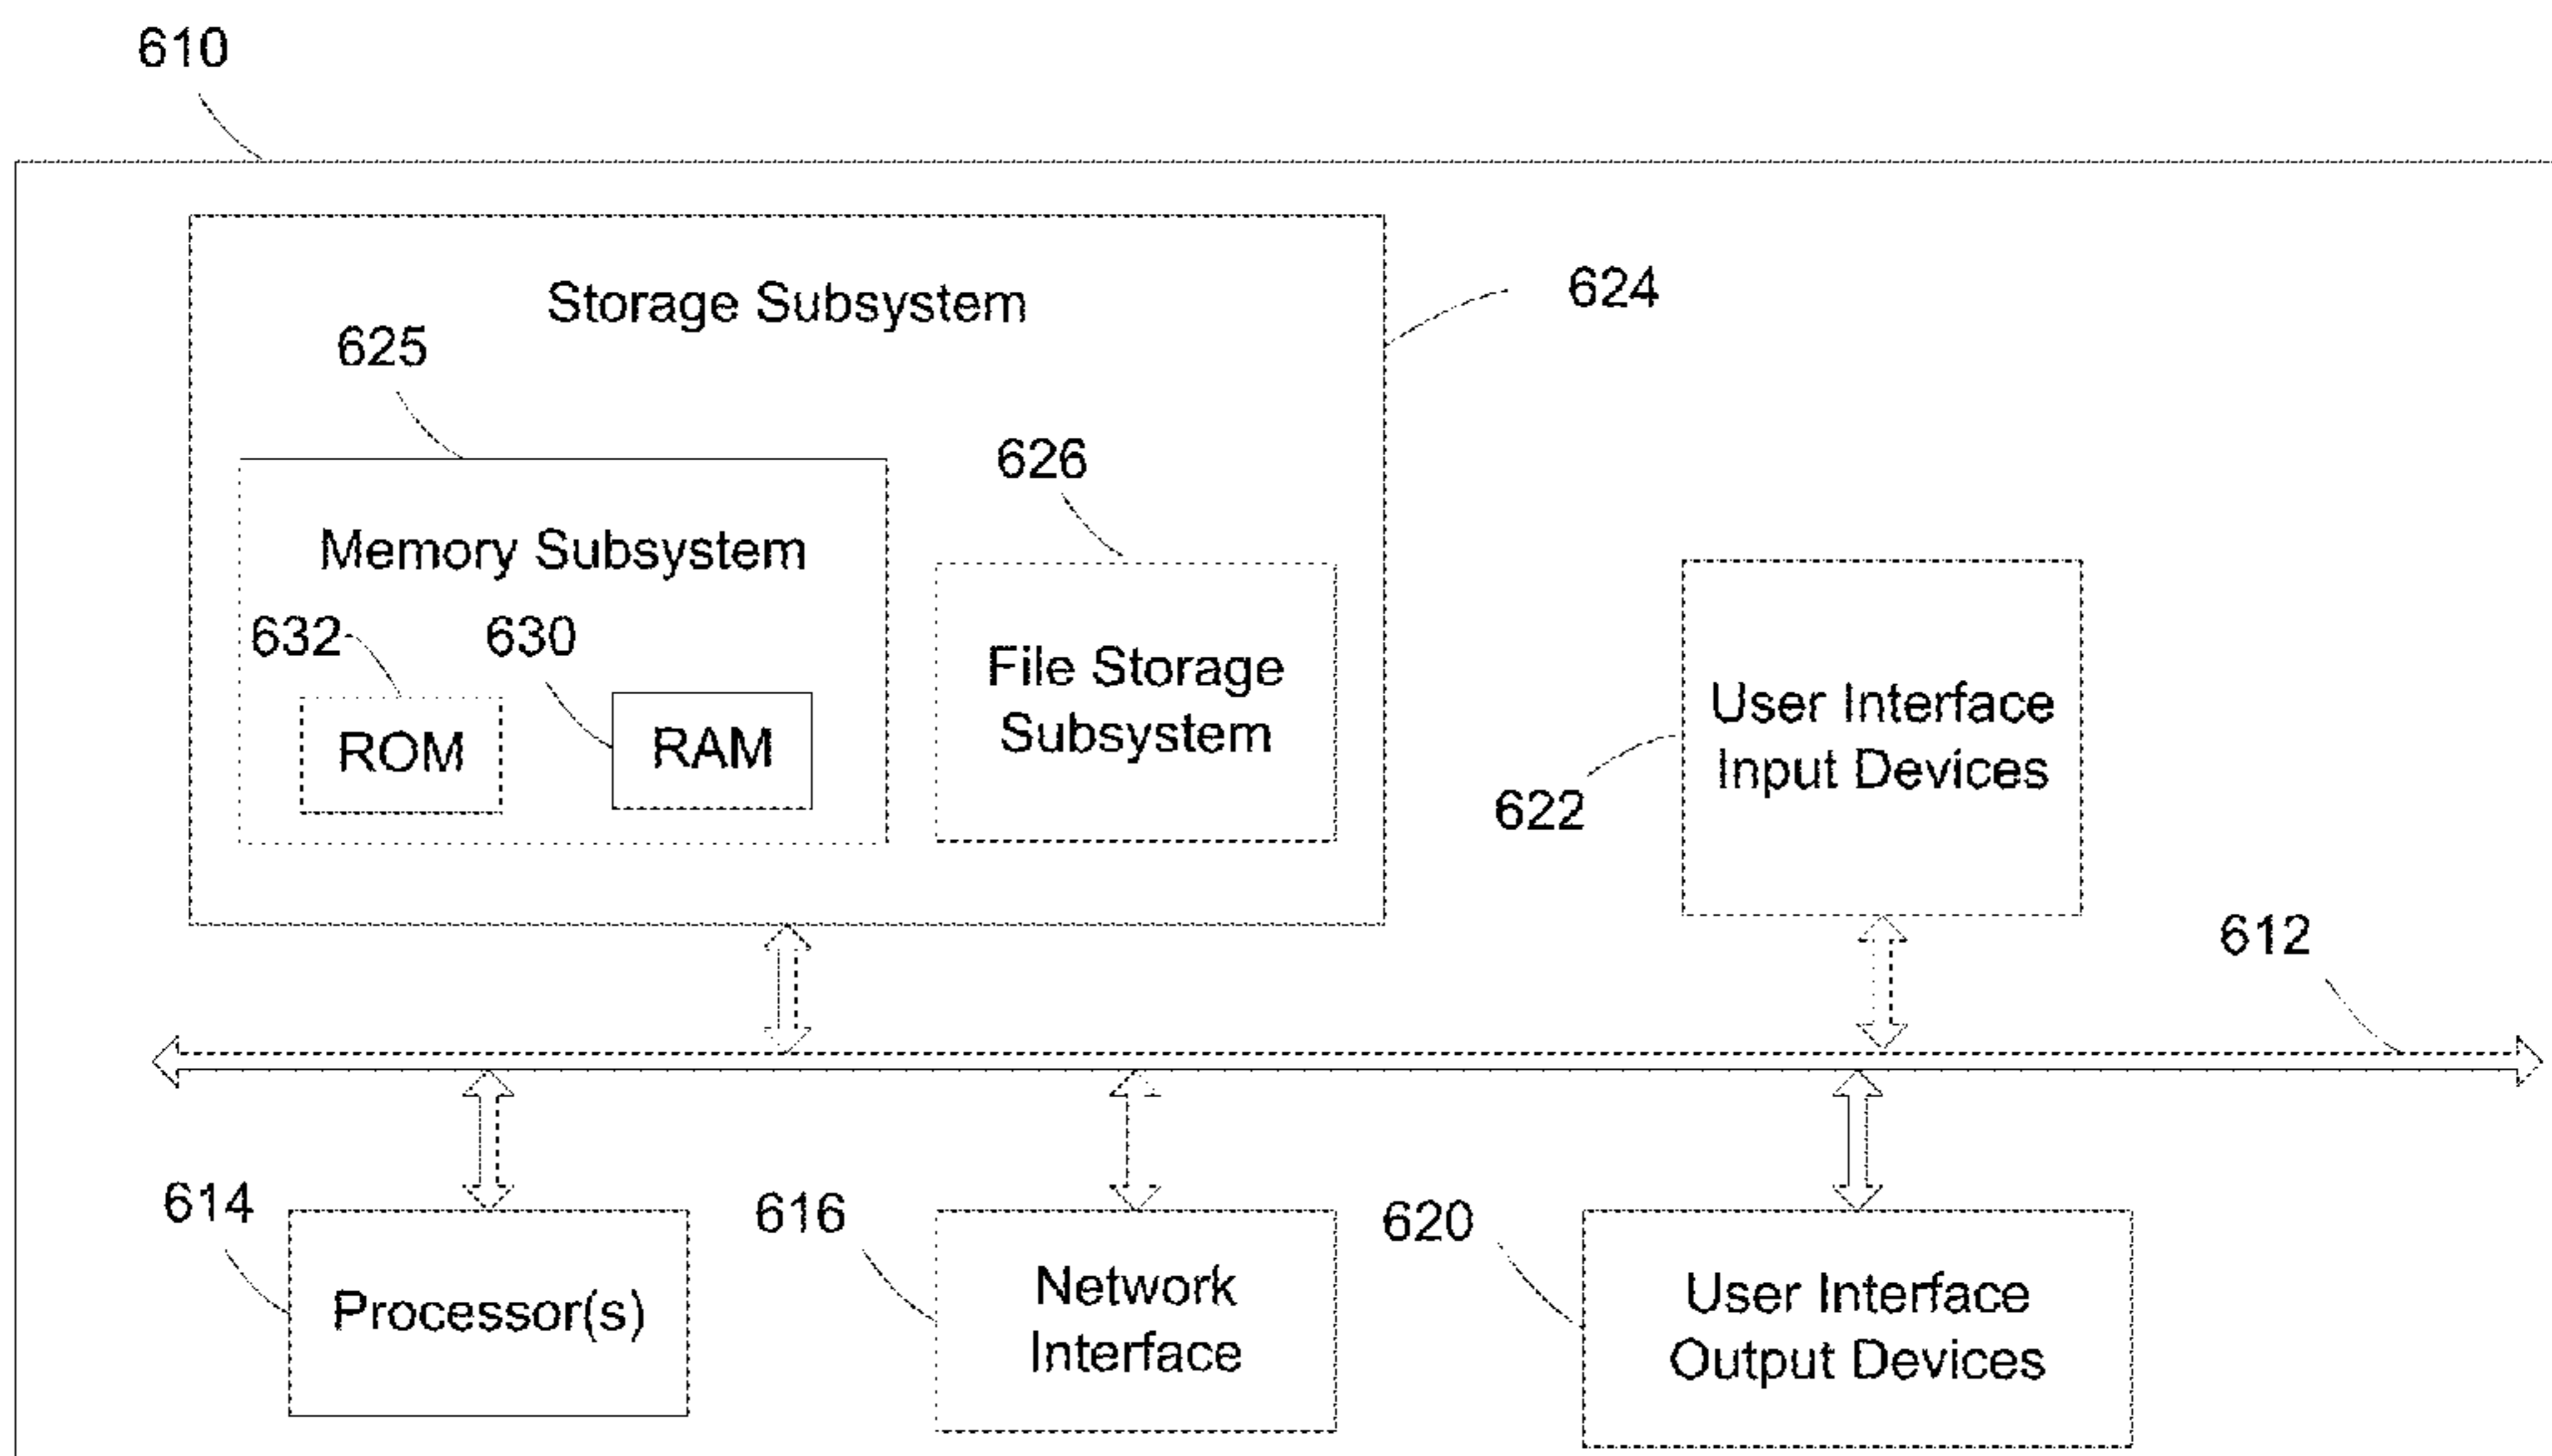 610
Storage Subsystem
624
625
626
Memory Subsystem
632
630
File Storage
Subsystem
ROM
RAM
User Interface
Input Devices
622
612
614
616
620
Processor(s)
Network
Interface
User Interface
Output Devices